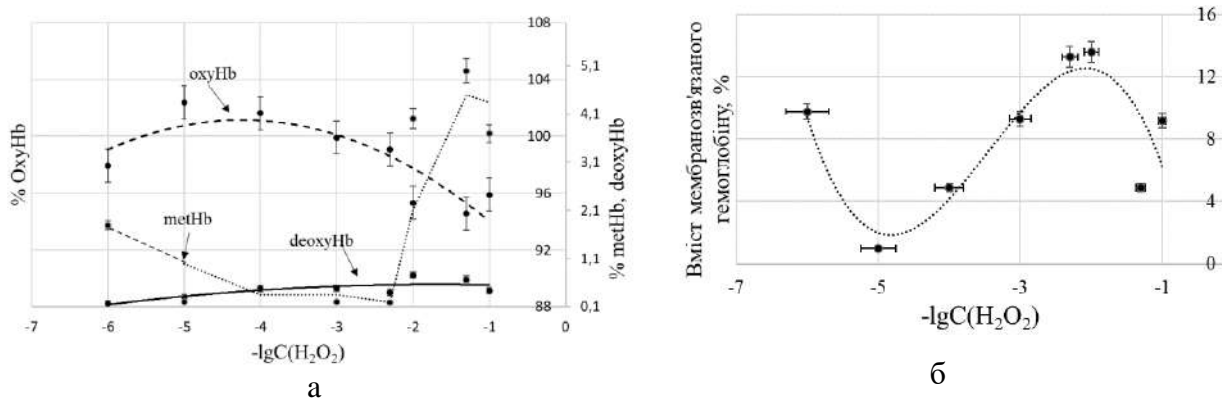 108
104
100
96
92
88
% OxyHb
5,1
4,1
3,1
2,1
1,1
0,1
% metHb, deoxyHb
oxyHb
metHb
deoxyHb
-7 -6 -5 -4 -3 -2 -1 0
-lgC(H₂O₂)
а
16
12
8
4
0
Вміст мембранозв'язаного
гемоглобіну, %
-7 -5 -3 -1
-lgC(H₂O₂)
б